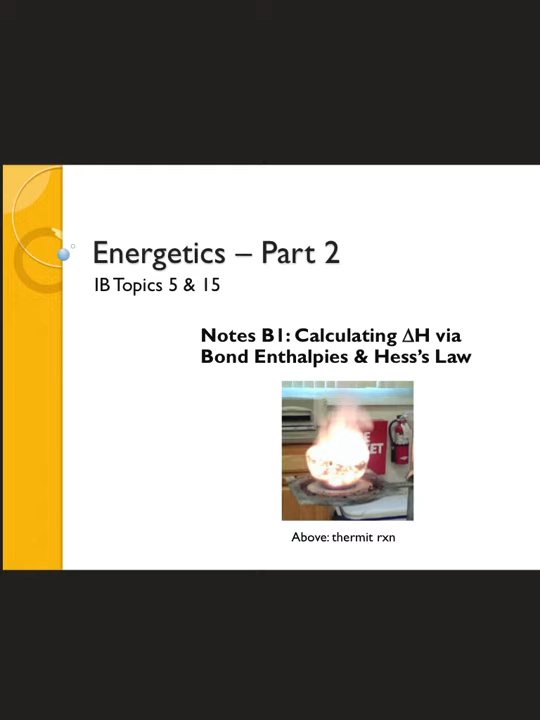 Energetics – Part 2
IB Topics 5 & 15
Notes B1: Calculating ΔH via
Bond Enthalpies & Hess's Law
KET
Above: thermit rxn